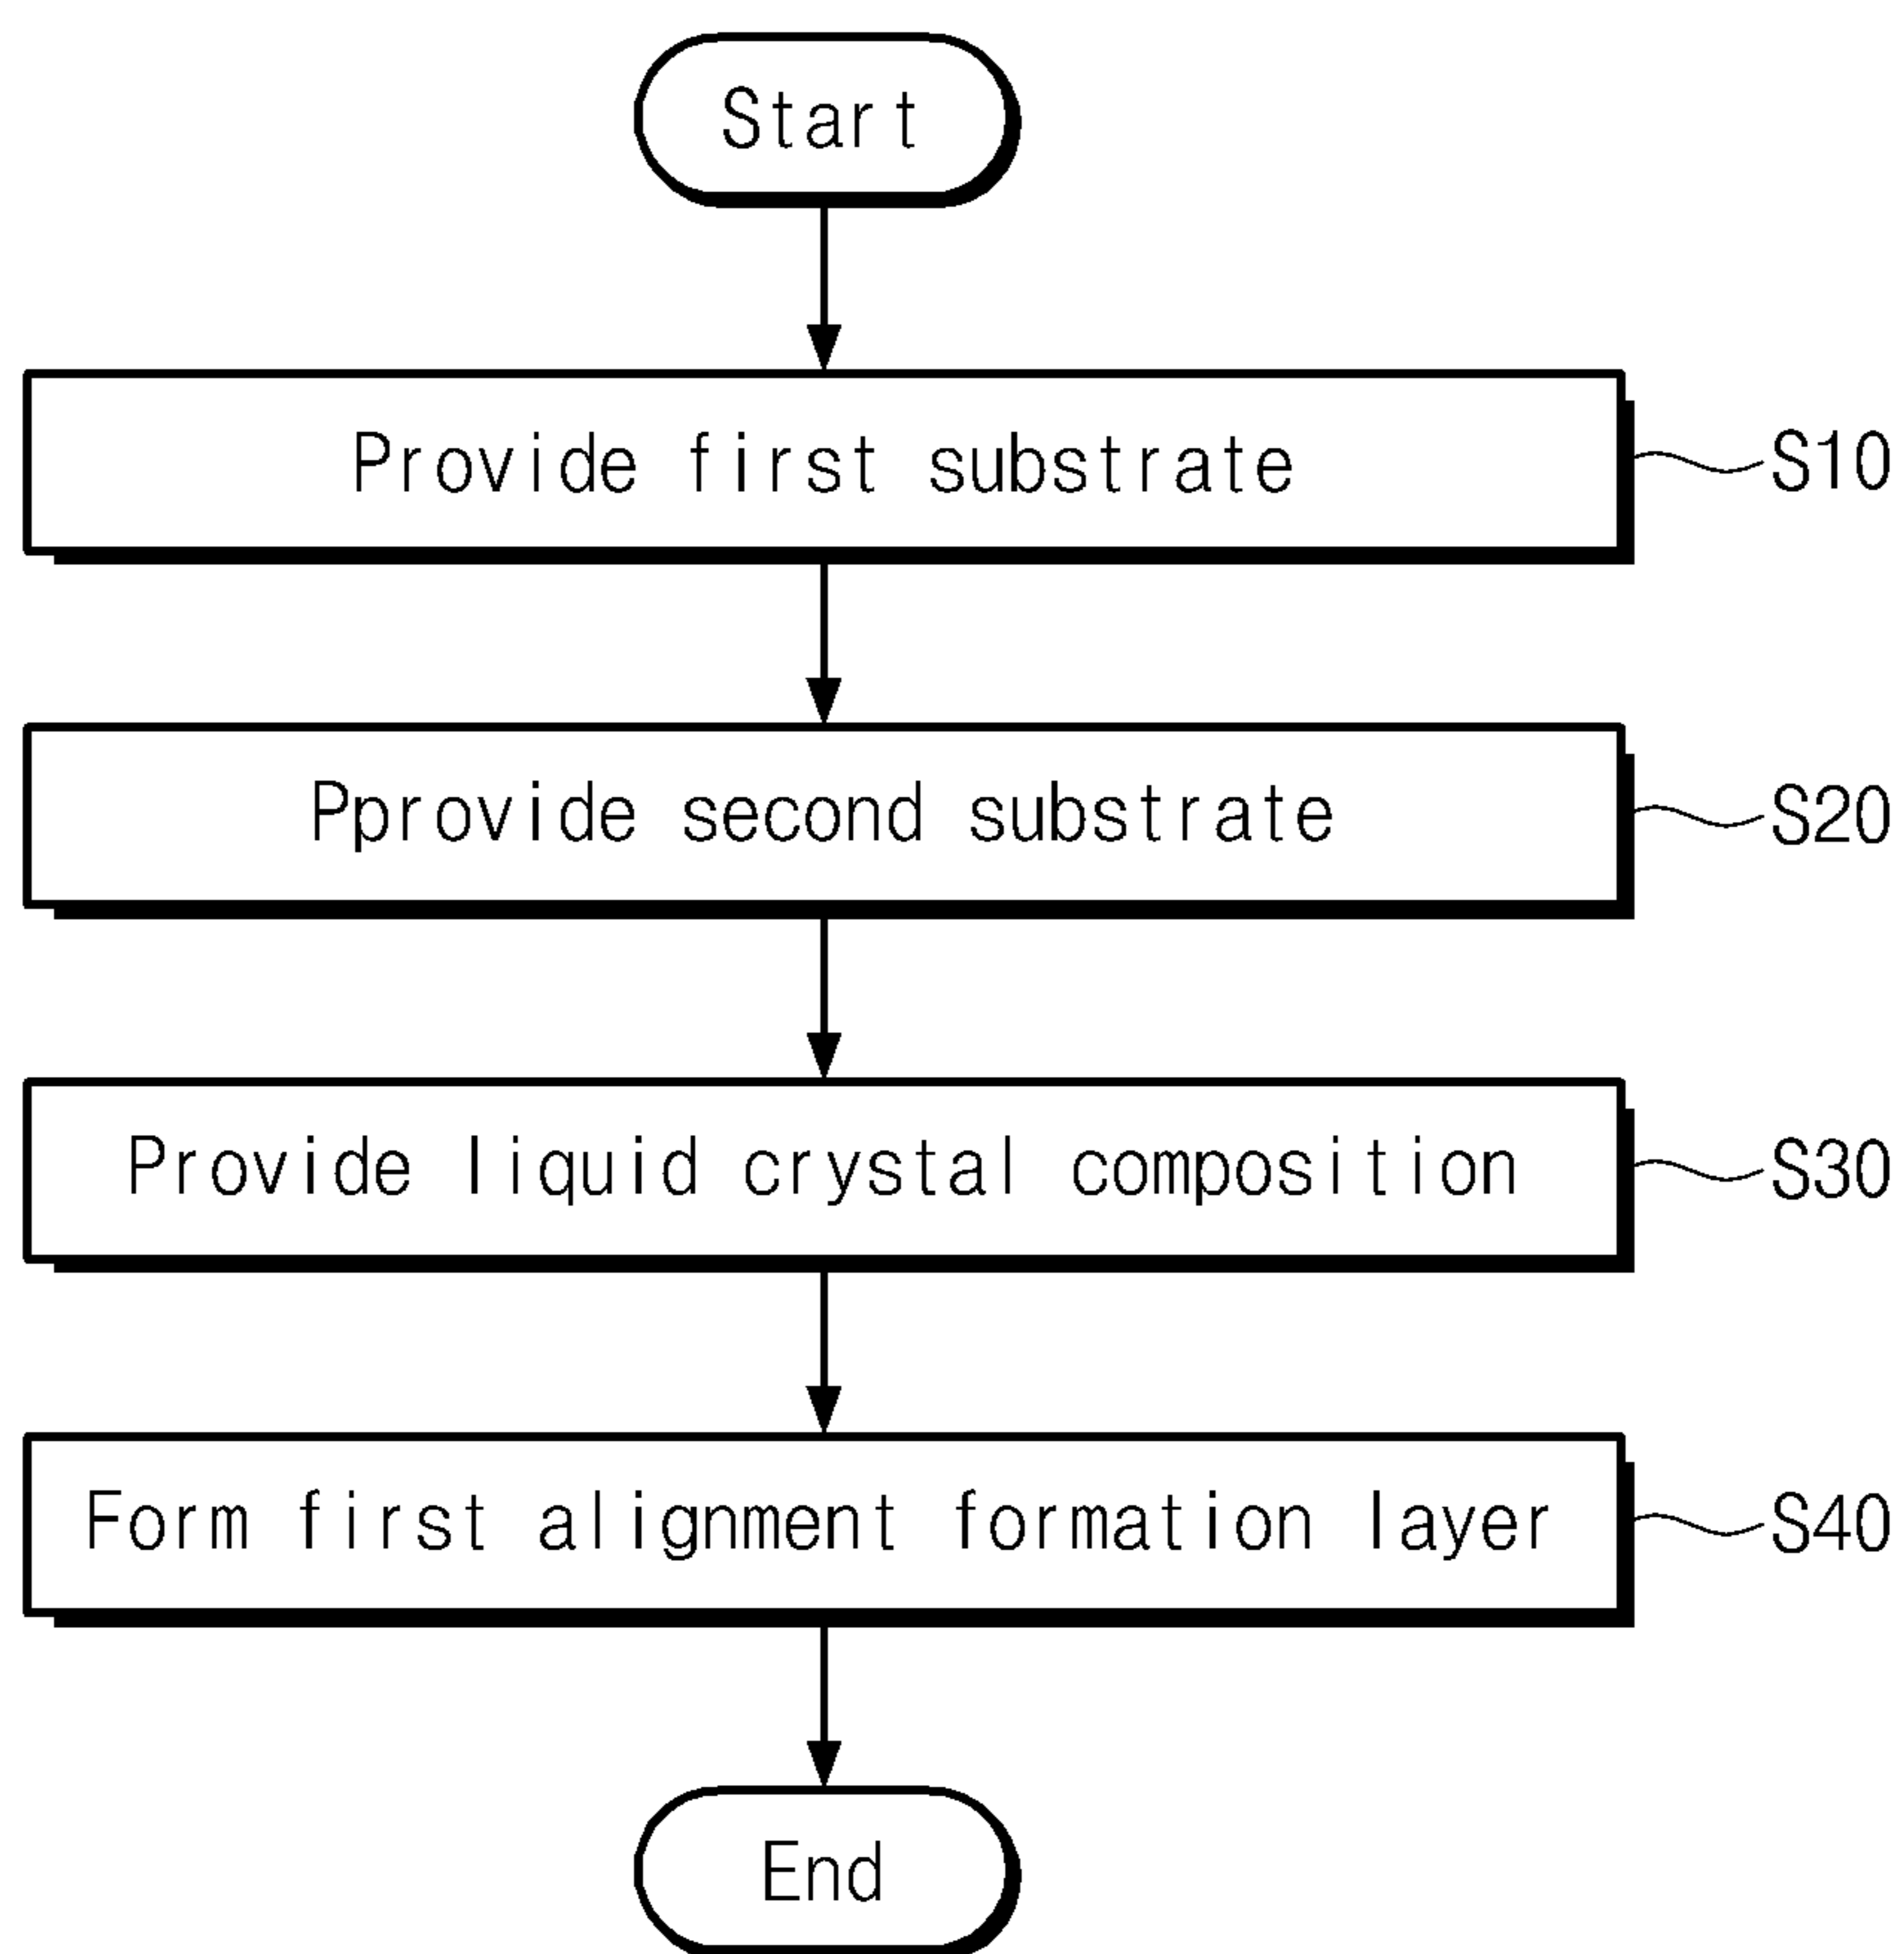 Start
Provide first substrate
S10
Pprovide second substrate
S20
Provide liquid crystal composition
S30
Form first alignment formation layer
S40
End